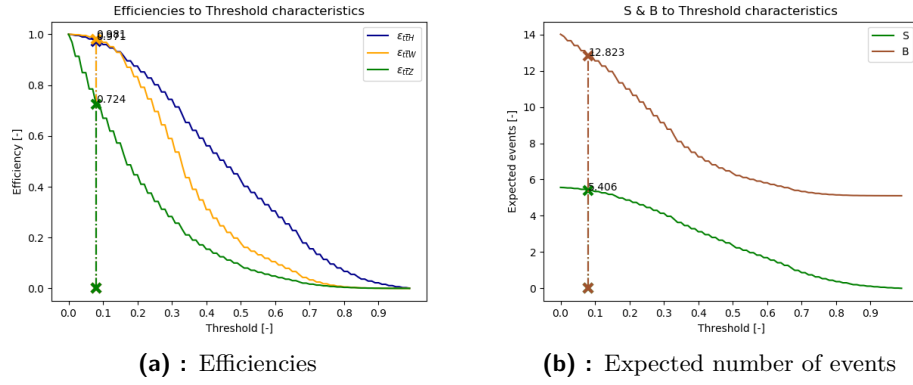 Efficiencies to Threshold characteristics
1.0
0.8
0.6
0.4
0.2
0.0
Efficiency [-]
0.981
0.971
0.724
εtt̄H
εtt̄W
εtt̄Z
0.0 0.1 0.2 0.3 0.4 0.5 0.6 0.7 0.8 0.9
Threshold [-]
(a) : Efficiencies
S & B to Threshold characteristics
14
12
10
8
6
4
2
0
Expected events [-]
12.823
5.406
S
B
0.0 0.1 0.2 0.3 0.4 0.5 0.6 0.7 0.8 0.9
Threshold [-]
(b) : Expected number of events